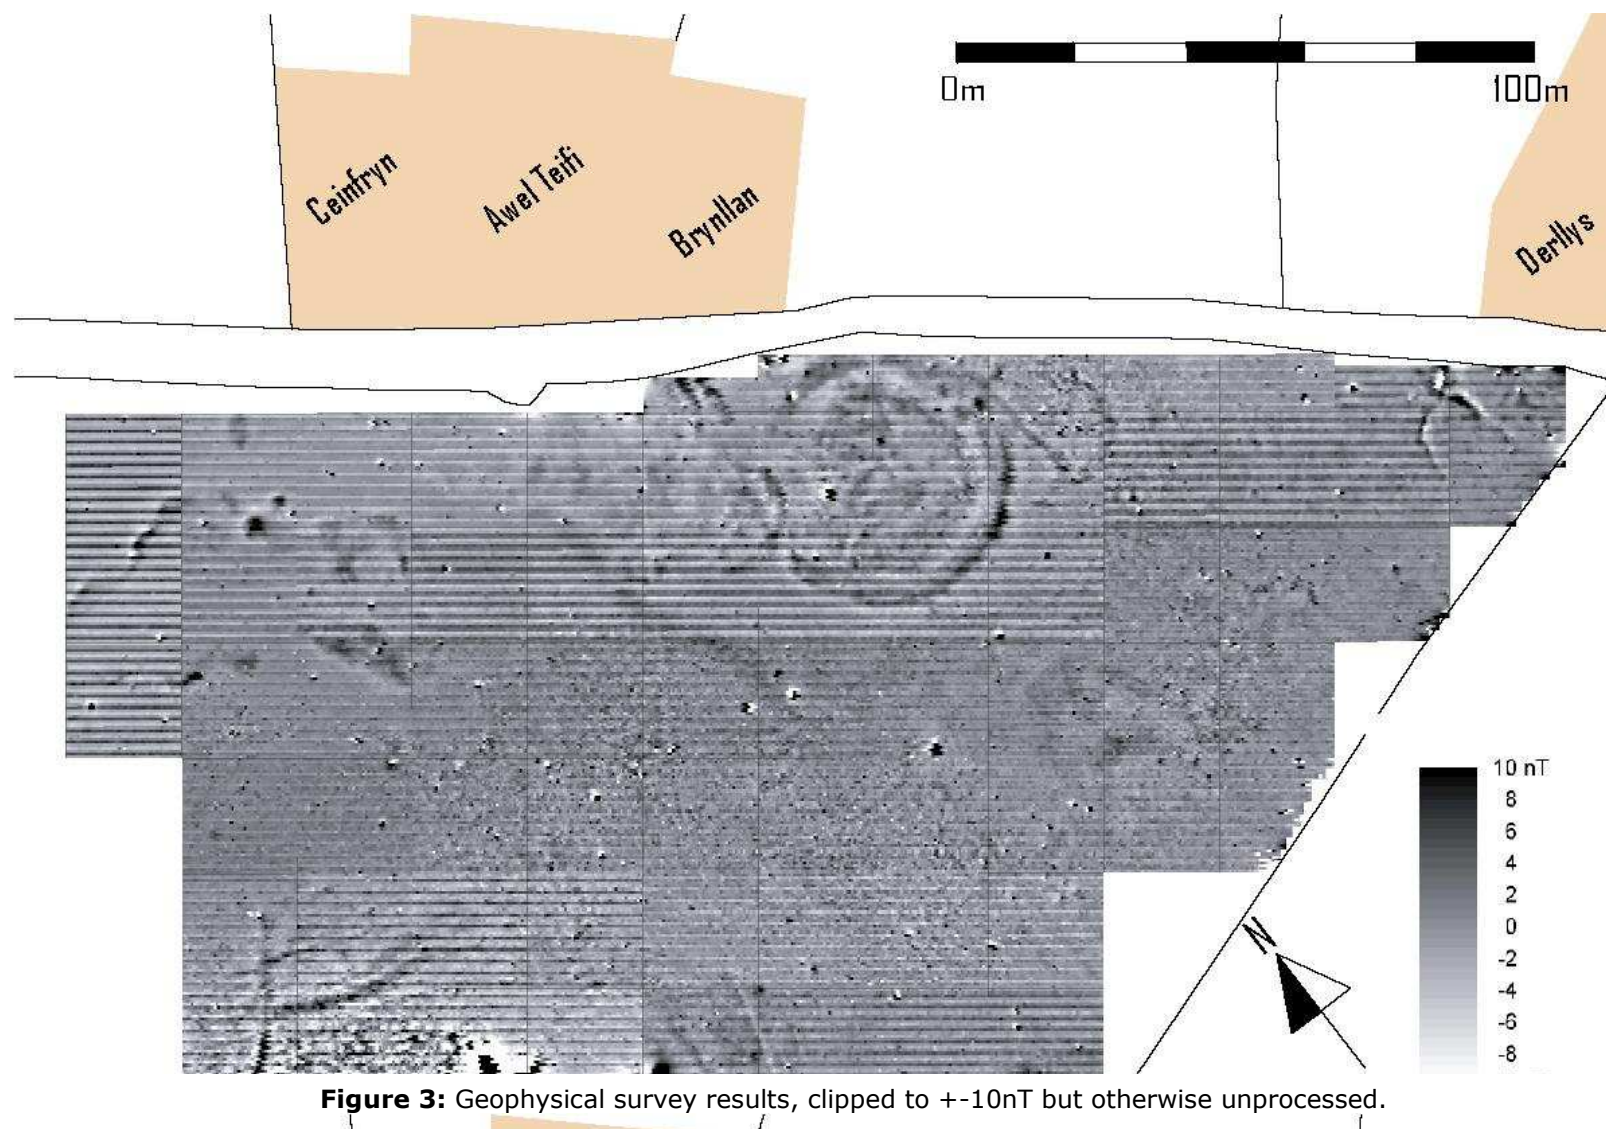 0m
100m
Ceinfryn
Awel Teifi
Brynllan
Derllys
10 nT
8
6
4
2
0
-2
-4
-6
-8
N
Figure 3: Geophysical survey results, clipped to +-10nT but otherwise unprocessed.